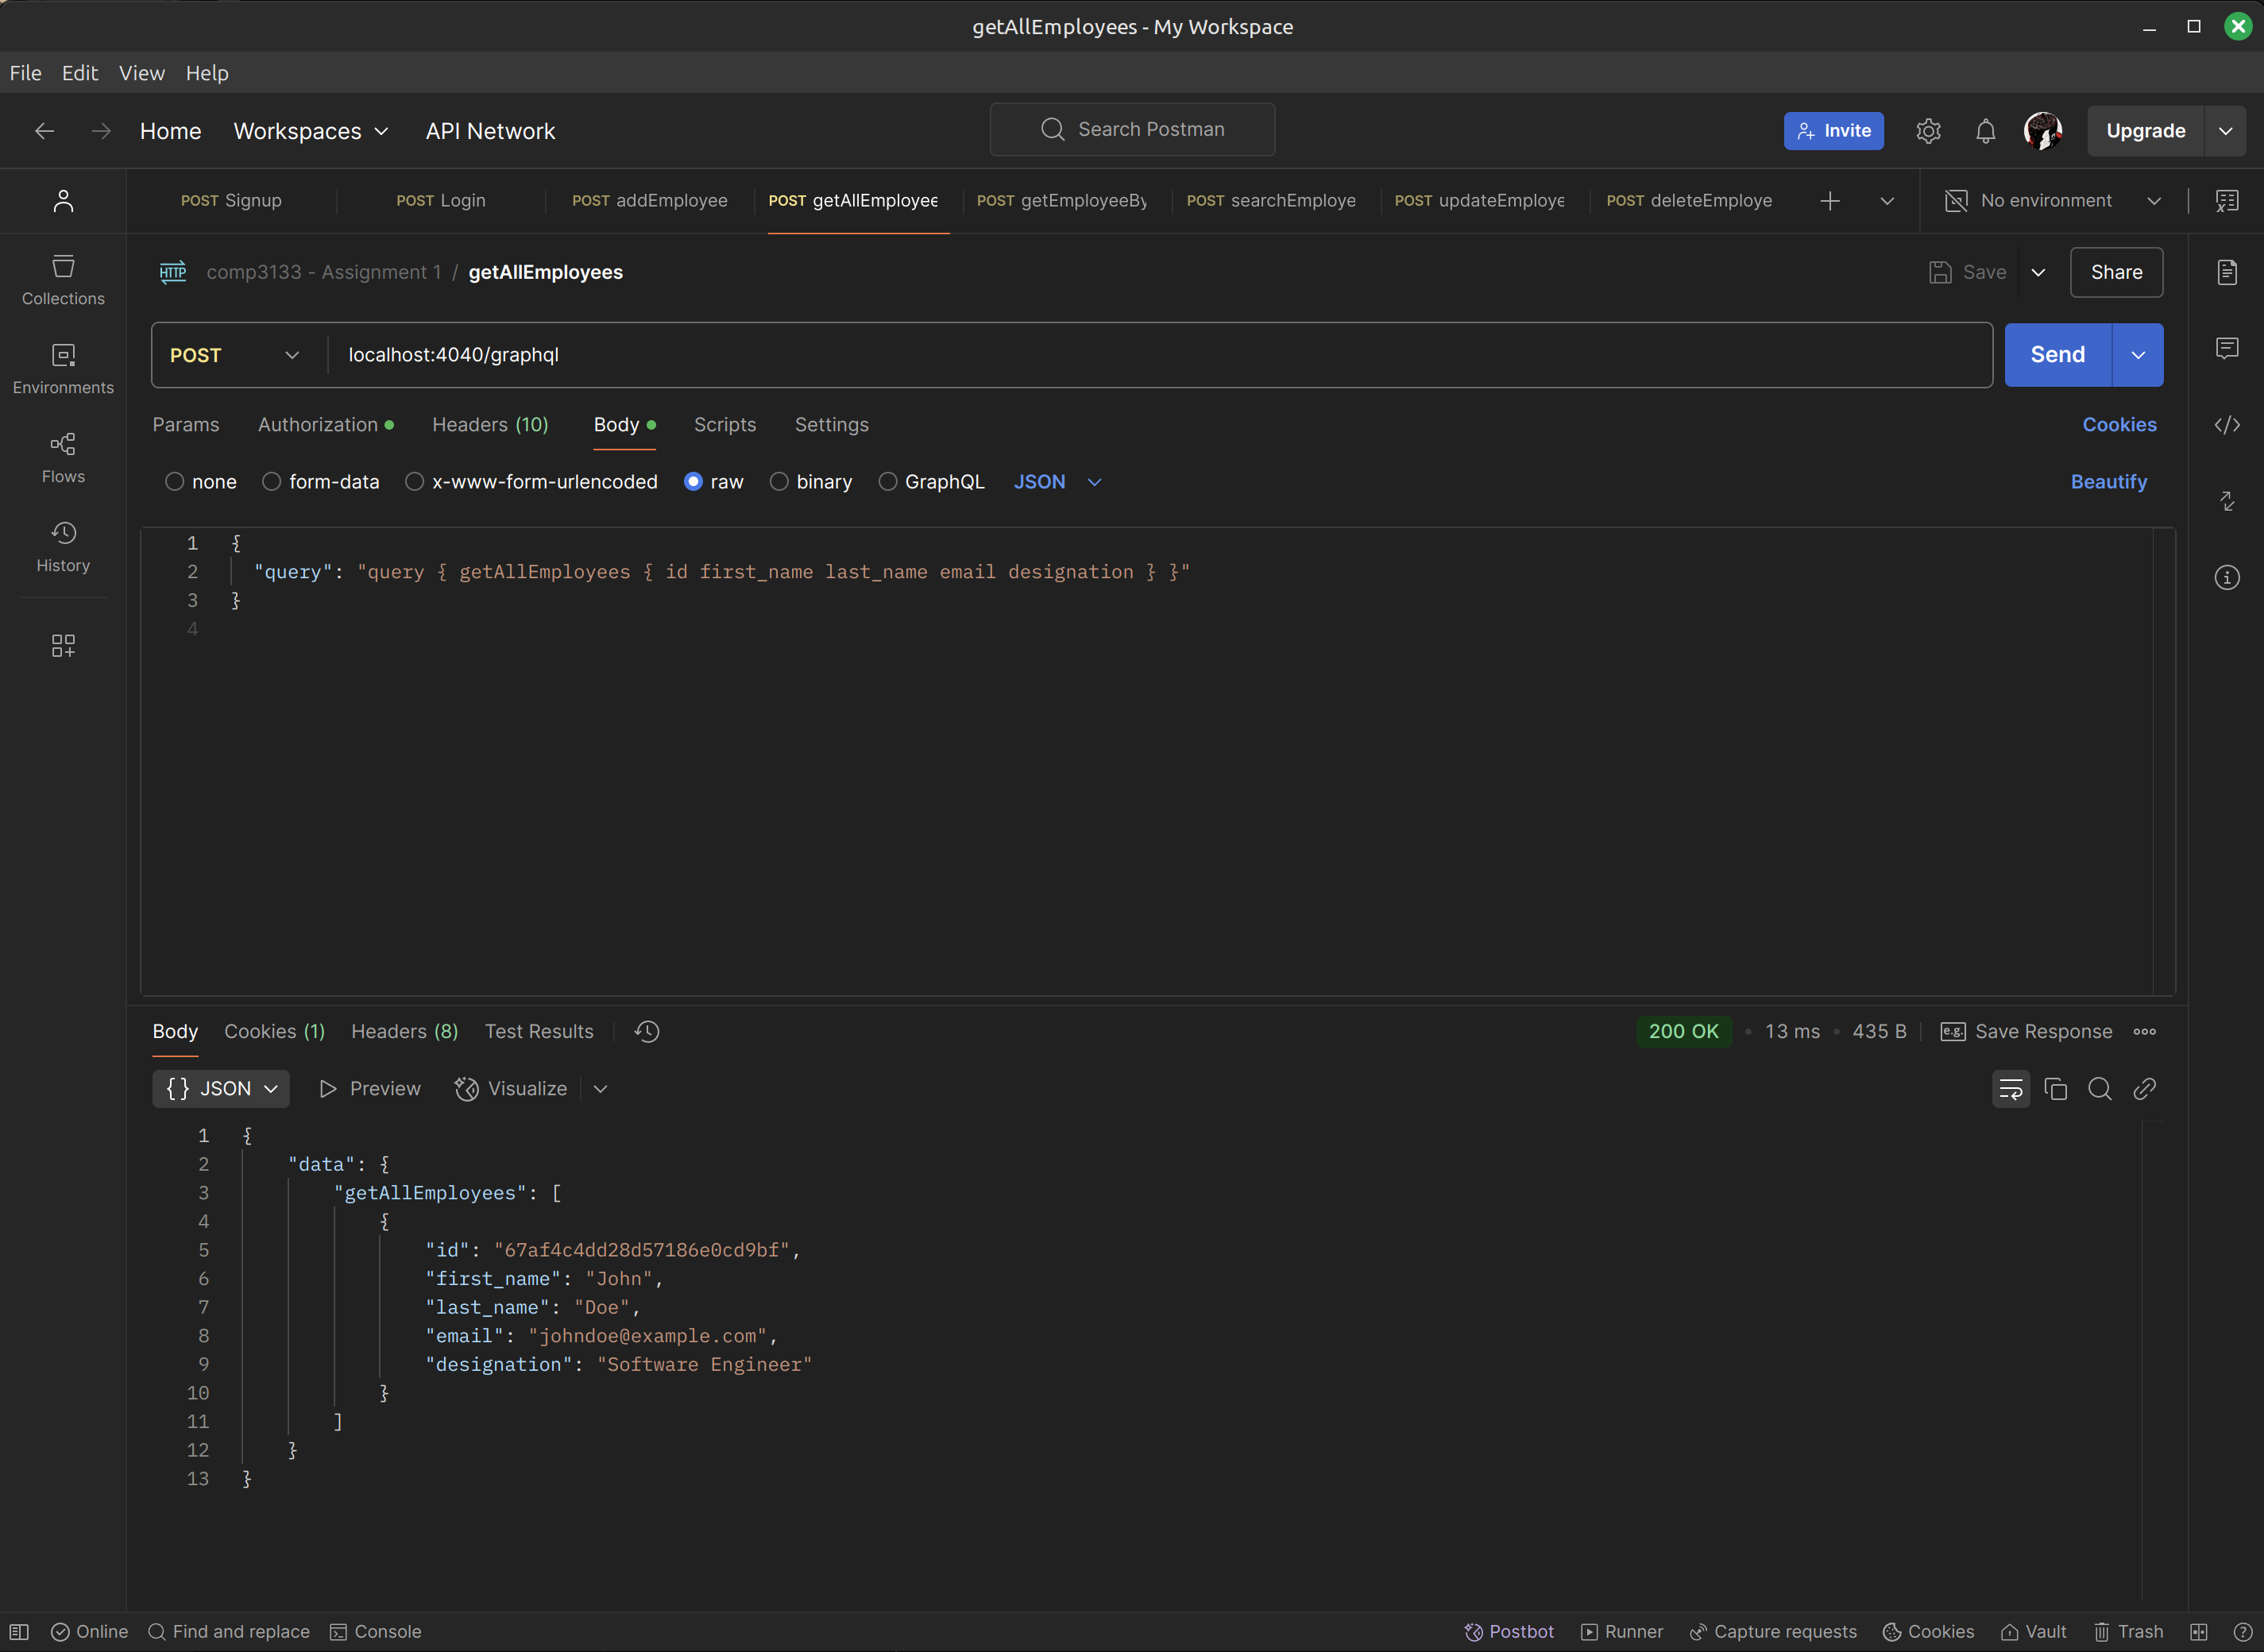 getAllEmployees - My Workspace
File Edit View Help
Home Workspaces API Network Search Postman Invite Upgrade
POST Signup POST Login POST addEmployee POST getAllEmployee POST getEmployeeBy POST searchEmploye POST updateEmploye POST deleteEmploye No environment
HTTP comp3133 - Assignment 1 / getAllEmployees Save Share
Collections
POST localhost:4040/graphql Send
Environments
Params Authorization Headers (10) Body Scripts Settings Cookies
Flows
none form-data x-www-form-urlencoded raw binary GraphQL JSON Beautify
History
1 {
2 "query": "query { getAllEmployees { id first_name last_name email designation } }"
3 }
4
Body Cookies (1) Headers (8) Test Results 200 OK • 13 ms • 435 B e.g. Save Response
{} JSON Preview Visualize
1 {
2 "data": {
3 "getAllEmployees": [
4 {
5 "id": "67af4c4dd28d57186e0cd9bf",
6 "first_name": "John",
7 "last_name": "Doe",
8 "email": "johndoe@example.com",
9 "designation": "Software Engineer"
10 }
11 ]
12 }
13 }
Online Find and replace Console Postbot Runner Capture requests Cookies Vault Trash